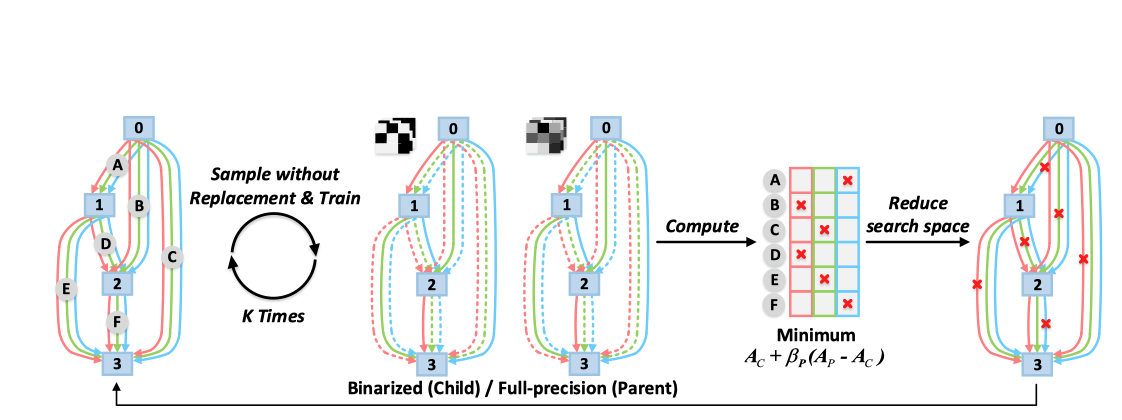 0
A
1
B
D
C
2
E
F
3
Sample without
Replacement & Train
K Times
0
1
2
3
0
1
2
3
Binarized (Child) / Full-precision (Parent)
Compute
A
B
C
D
E
F
Minimum
A_C + β_P(A_P - A_C)
Reduce
search space
0
1
2
3